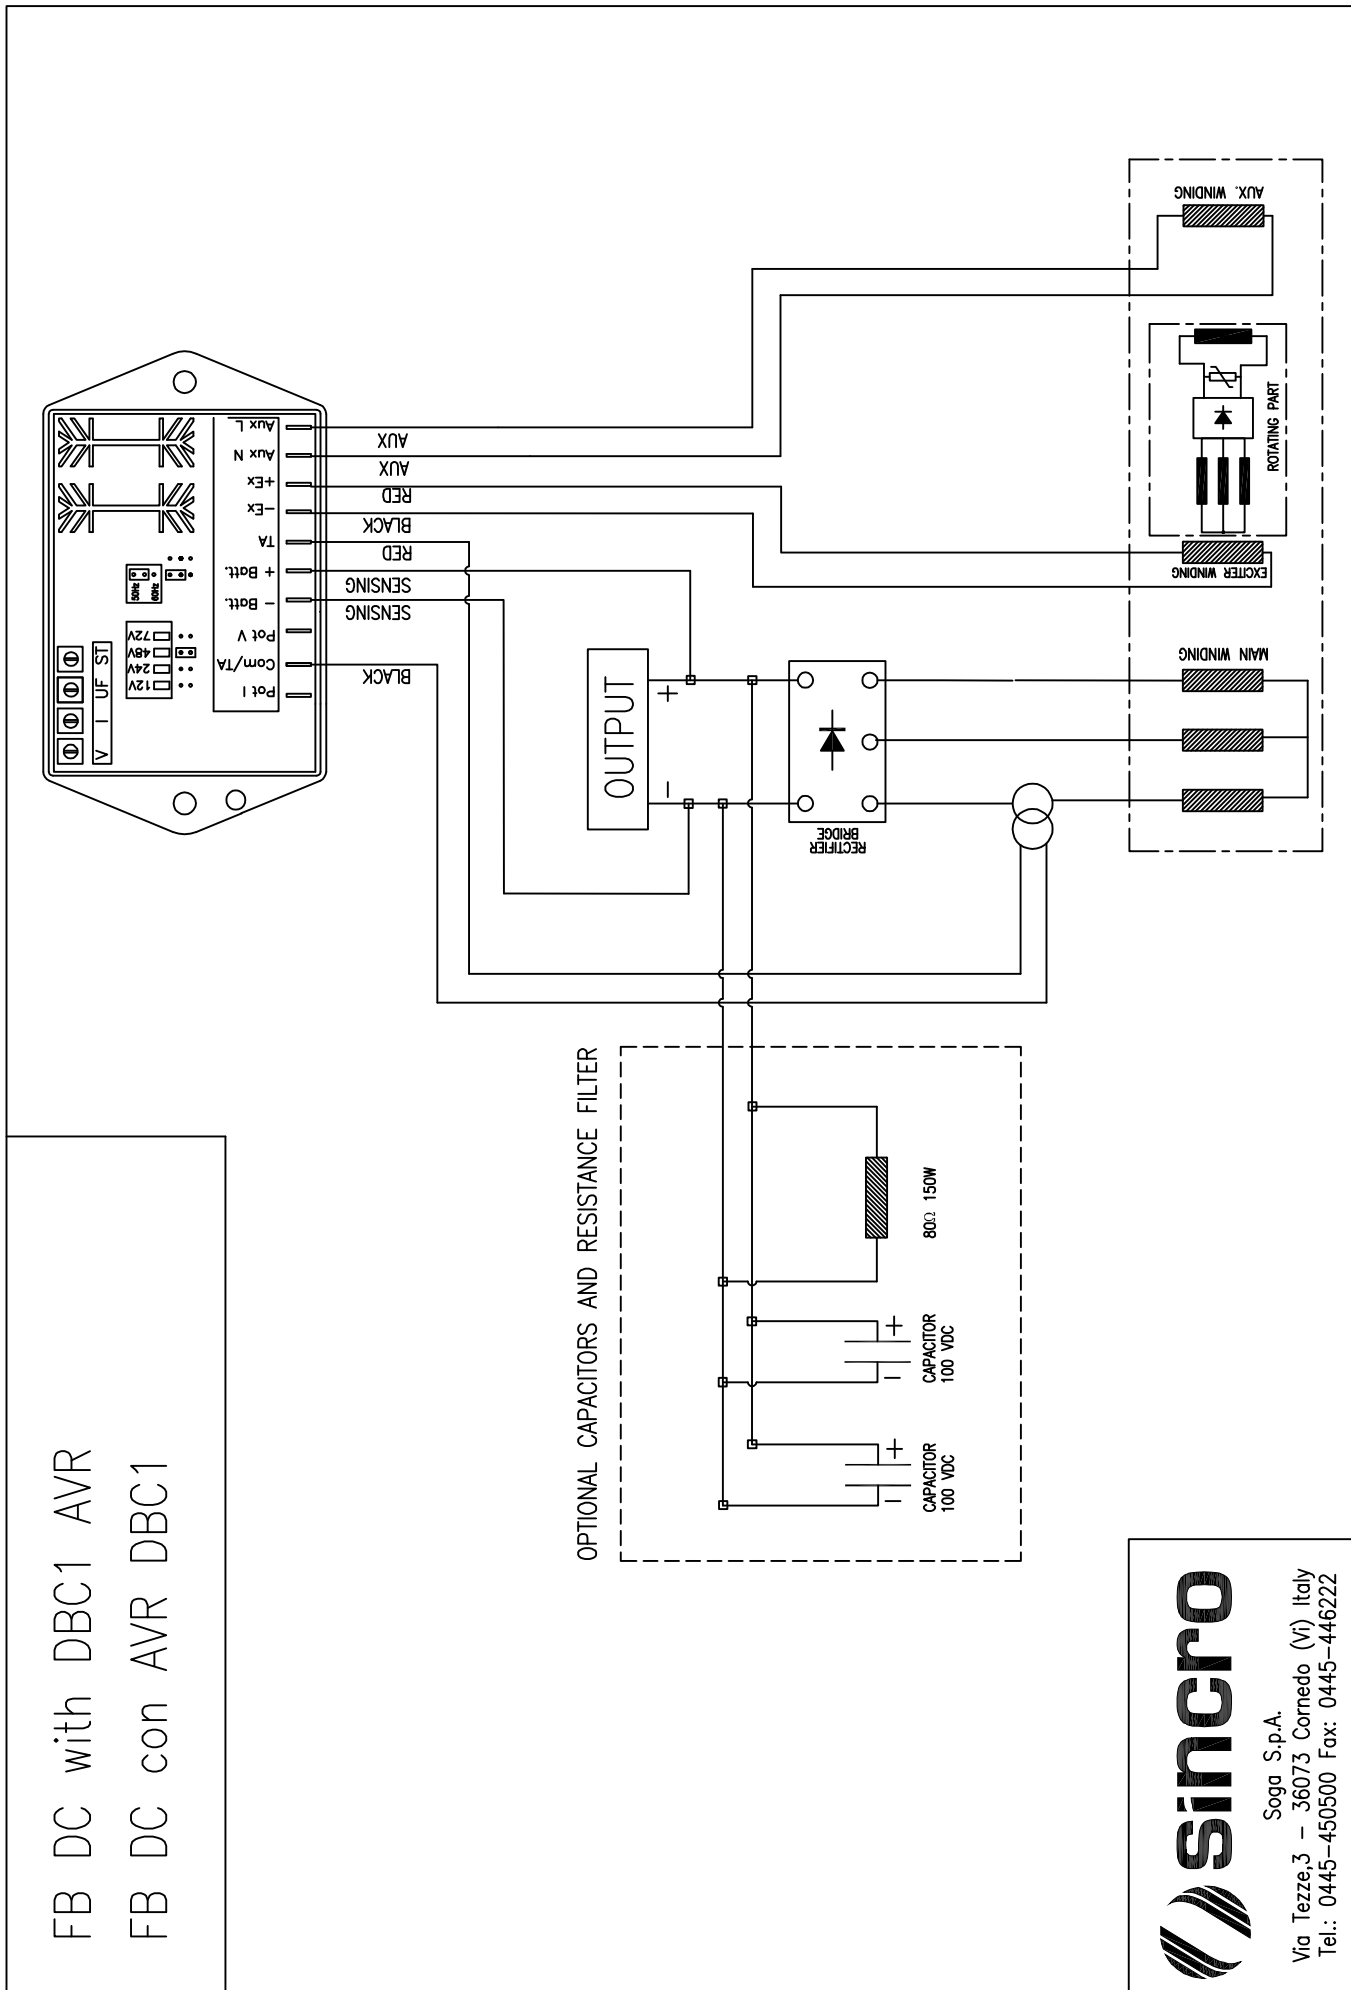 FB DC with DBC1 AVR
FB DC con AVR DBC1
Aux L
Aux N
+Ex
-Ex
TA
+ Batt.
- Batt.
Pot V
Com/TA
Pot I
50Hz
60Hz
72V
48V
24V
12V
V I UF ST
AUX
AUX
RED
BLACK
RED
SENSING
SENSING
BLACK
OUTPUT
+
-
RECTIFIER
BRIDGE
AUX. WINDING
ROTATING PART
EXCITER WINDING
MAIN WINDING
OPTIONAL CAPACITORS AND RESISTANCE FILTER
80Ω 150W
+
-
CAPACITOR
100 VDC
+
-
CAPACITOR
100 VDC
sincro
Soga S.p.A.
Via Tezze,3 - 36073 Cornedo (Vi) Italy
Tel.: 0445-450500 Fax: 0445-446222